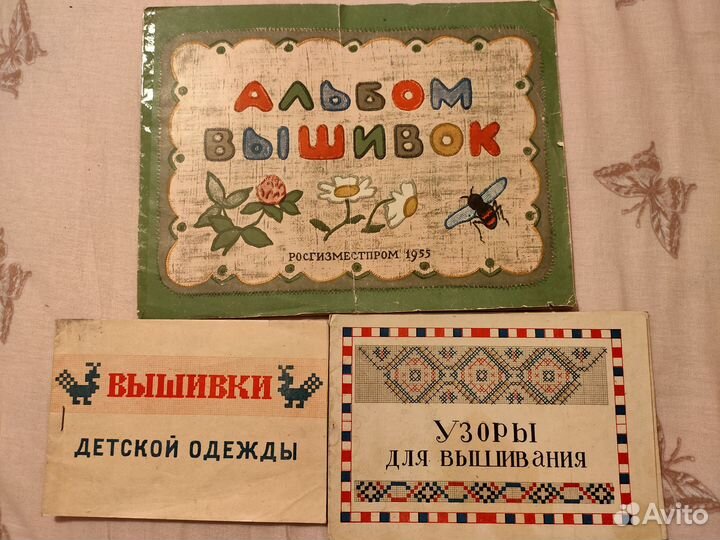 АЛЬБОМ
ВЫШИВОК
РОСГИЗМЕСТПРОМ 1955
ВЫШИВКИ
ДЕТСКОЙ ОДЕЖДЫ
УЗОРЫ
ДЛЯ ВЫШИВАНИЯ
Avito